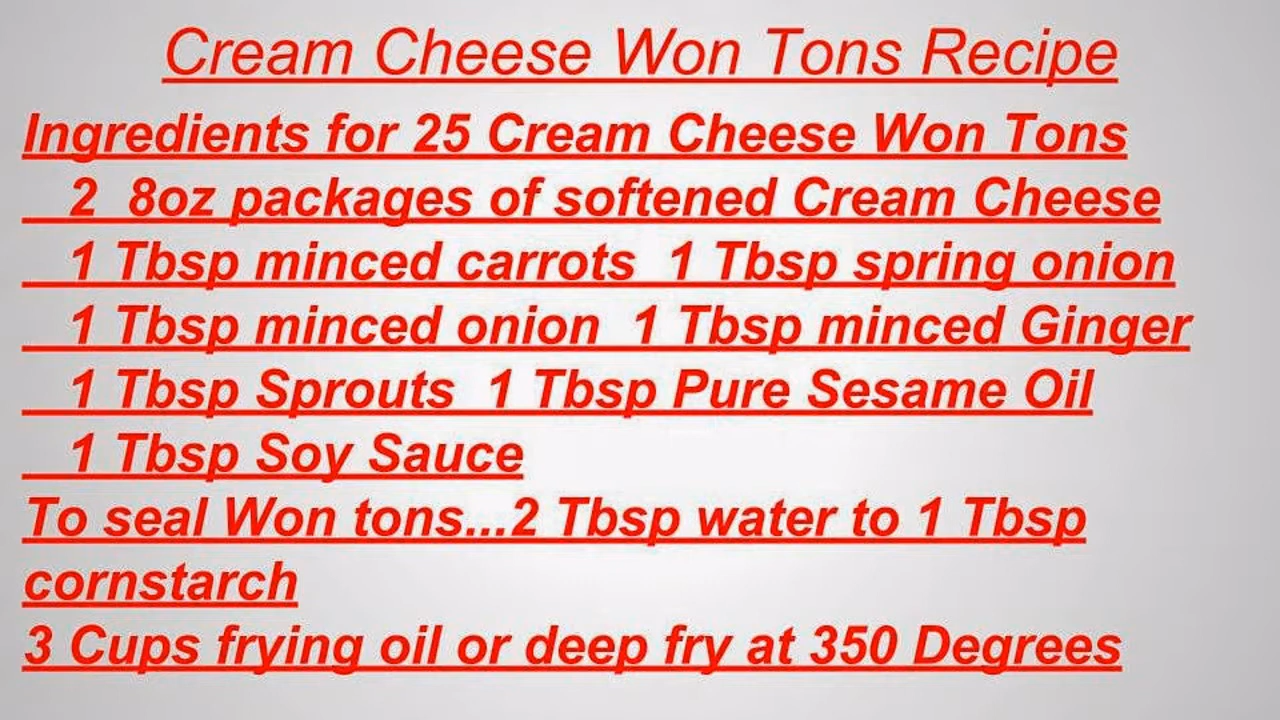 Cream Cheese Won Tons Recipe
Ingredients for 25 Cream Cheese Won Tons
2  8oz packages of softened Cream Cheese
1 Tbsp minced carrots  1 Tbsp spring onion
1 Tbsp minced onion  1 Tbsp minced Ginger
1 Tbsp Sprouts  1 Tbsp Pure Sesame Oil
1 Tbsp Soy Sauce
To seal Won tons...2 Tbsp water to 1 Tbsp
cornstarch
3 Cups frying oil or deep fry at 350 Degrees